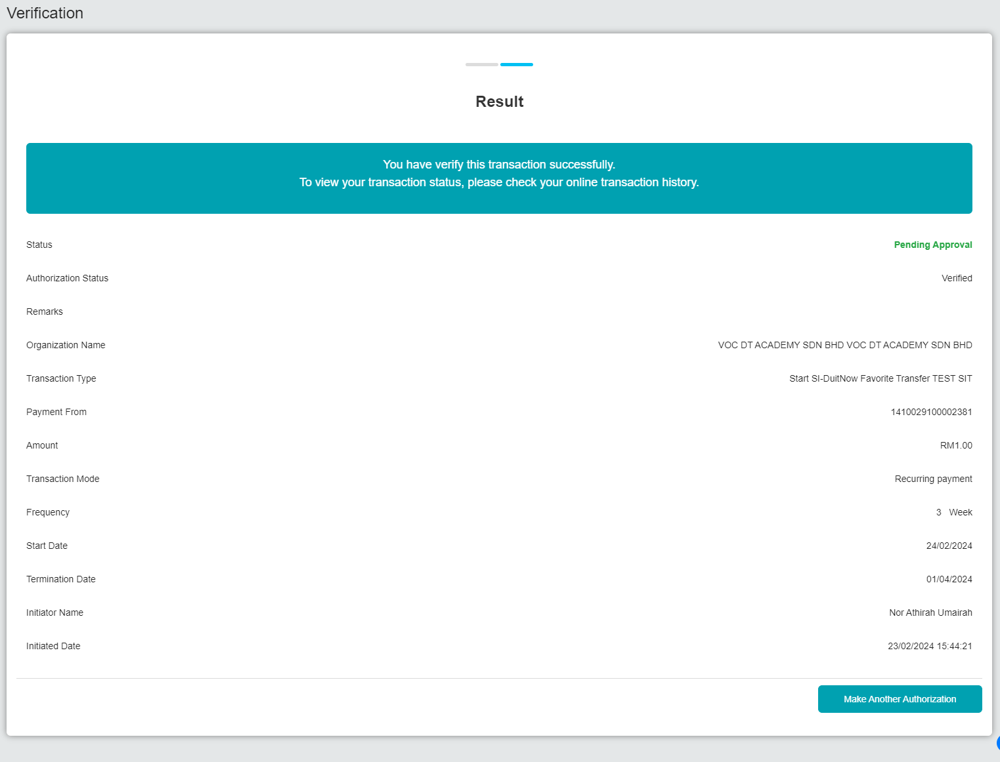 Verification
Result
You have verify this transaction successfully.
To view your transaction status, please check your online transaction history.
Status Pending Approval
Authorization Status Verified
Remarks
Organization Name VOC DT ACADEMY SDN BHD VOC DT ACADEMY SDN BHD
Transaction Type Start SI-DuitNow Favorite Transfer TEST SIT
Payment From 1410029100002381
Amount RM1.00
Transaction Mode Recurring payment
Frequency 3 Week
Start Date 24/02/2024
Termination Date 01/04/2024
Initiator Name Nor Athirah Umairah
Initiated Date 23/02/2024 15:44:21
Make Another Authorization